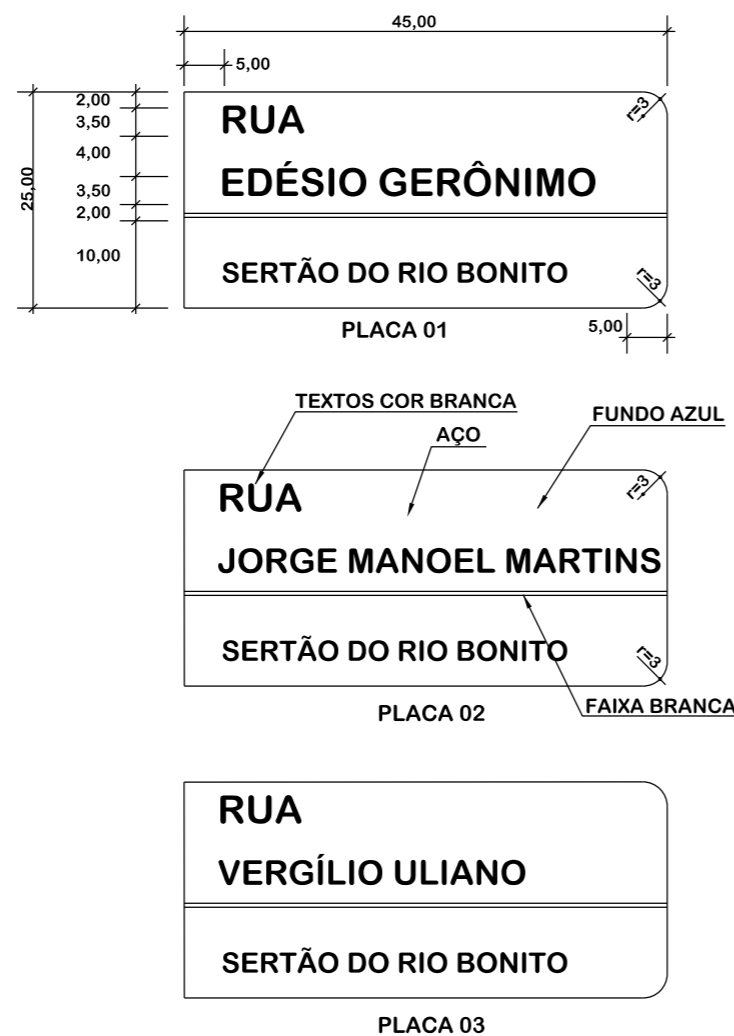 45,00
5,00
2,00
3,50
4,00
3,50
2,00
10,00
25,00
r=3
RUA
EDÉSIO GERÔNIMO
SERTÃO DO RIO BONITO
r=3
5,00
PLACA 01
TEXTOS COR BRANCA
AÇO
FUNDO AZUL
r=3
RUA
JORGE MANOEL MARTINS
SERTÃO DO RIO BONITO
r=3
FAIXA BRANCA
PLACA 02
RUA
VERGÍLIO ULIANO
SERTÃO DO RIO BONITO
PLACA 03